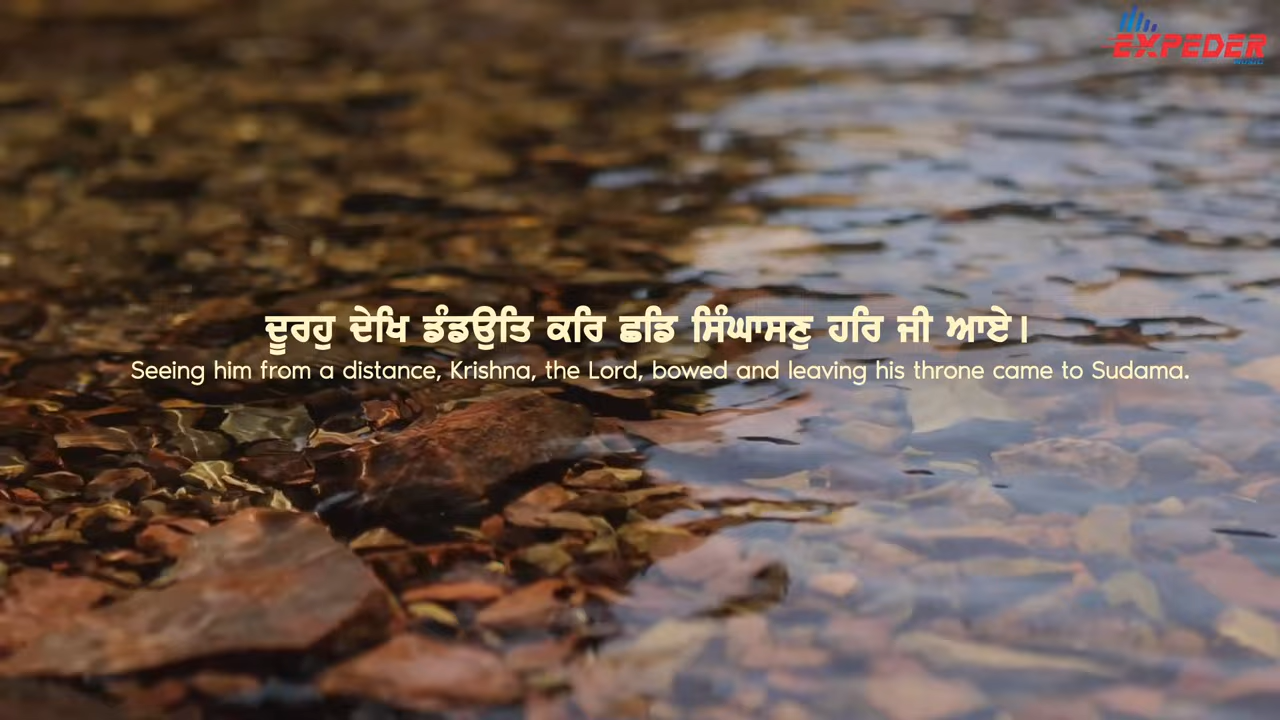 EXPEDER
MUSIC
ਦੂਰਹੁ ਦੇਖਿ ਡੰਡਉਤਿ ਕਰਿ ਛਡਿ ਸਿੰਘਾਸਣੁ ਹਰਿ ਜੀ ਆਏ।
Seeing him from a distance, Krishna, the Lord, bowed and leaving his throne came to Sudama.